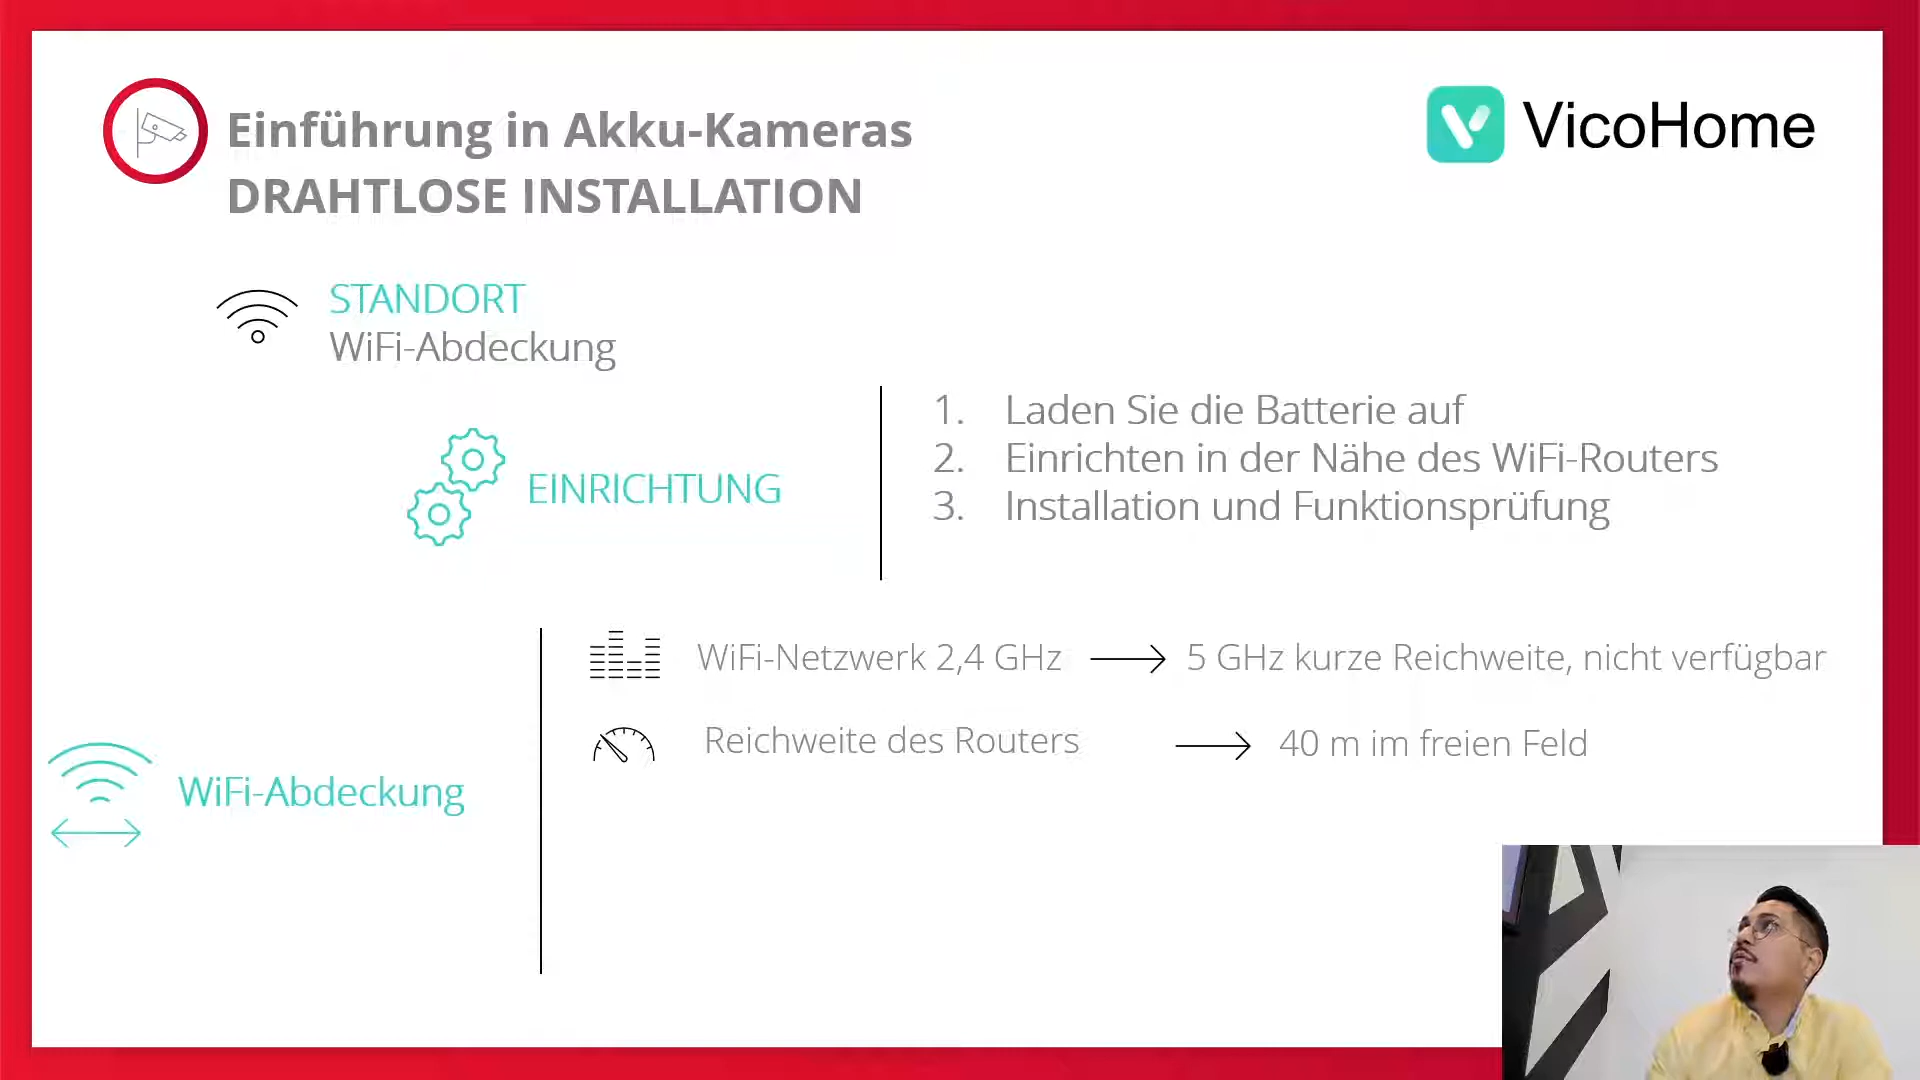 Einführung in Akku-Kameras
DRAHTLOSE INSTALLATION
VicoHome
STANDORT
WiFi-Abdeckung
EINRICHTUNG
1. Laden Sie die Batterie auf
2. Einrichten in der Nähe des WiFi-Routers
3. Installation und Funktionsprüfung
WiFi-Abdeckung
WiFi-Netzwerk 2,4 GHz 5 GHz kurze Reichweite, nicht verfügbar
Reichweite des Routers 40 m im freien Feld